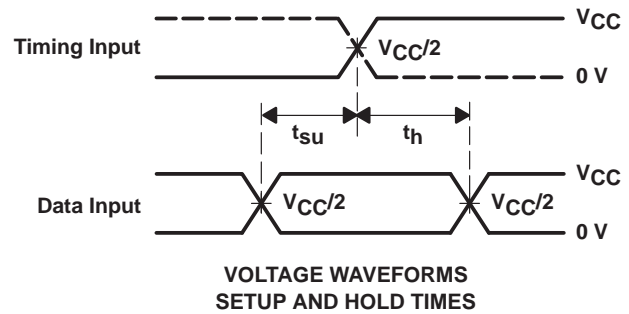 VCC
Timing Input
VCC/2
0 V
tsu
th
VCC
Data Input
VCC/2
VCC/2
0 V
VOLTAGE WAVEFORMS
SETUP AND HOLD TIMES